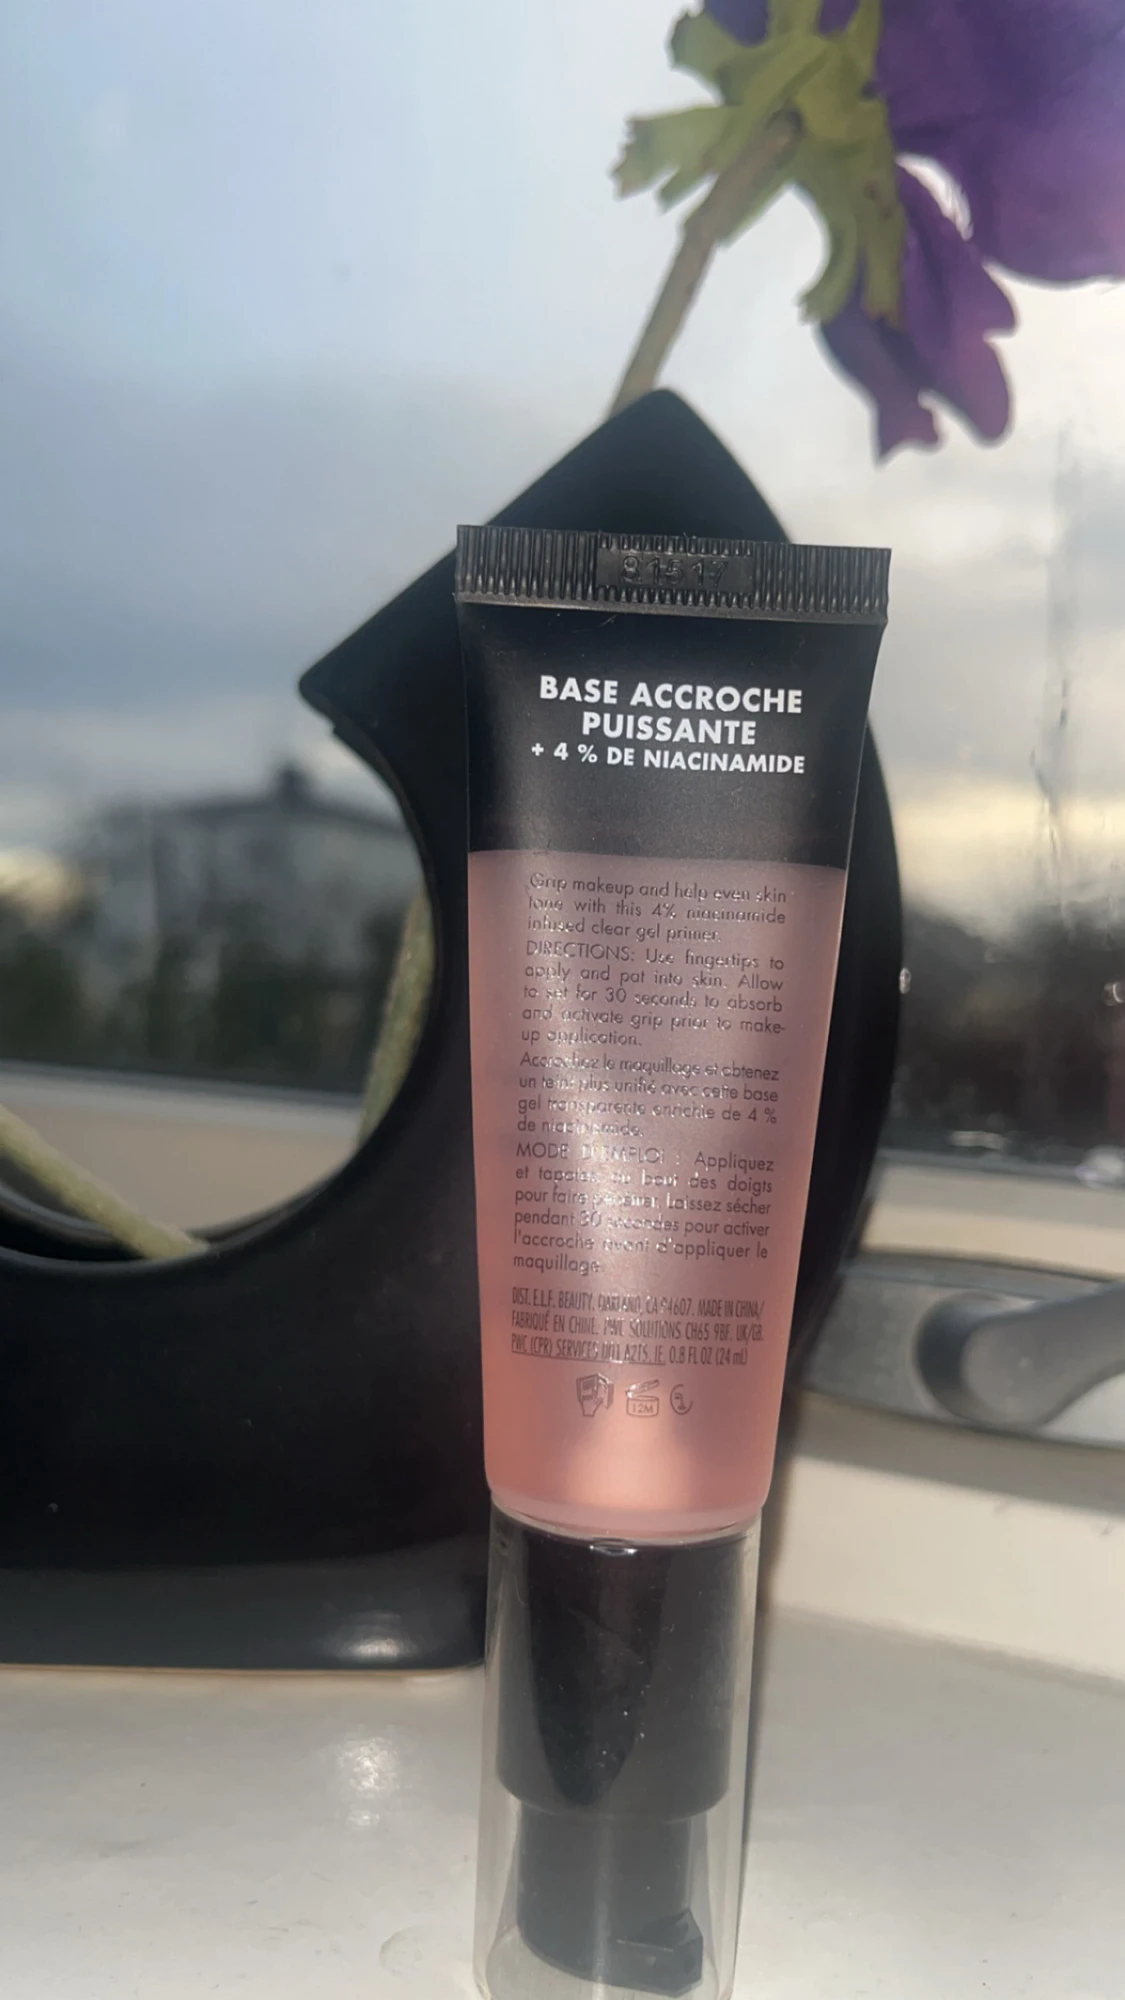 81517
BASE ACCROCHE
PUISSANTE
+ 4 % DE NIACINAMIDE
Grip makeup and help even skin
tone with this 4% niacinamide
infused clear gel primer.
DIRECTIONS: Use fingertips to
apply and pat into skin. Allow
to set for 30 seconds to absorb
and activate grip prior to make-
up application.
Accrochez le maquillage et obtenez
un teint plus unifié avec cette base
gel transparente enrichie de 4 %
de niacinamide.
MODE D'EMPLOI : Appliquez
et tapotez du bout des doigts
pour faire pénétrer. Laissez sécher
pendant 30 secondes pour activer
l'accroche avant d'appliquer le
maquillage.
DIST. E.L.F. BEAUTY, OAKLAND, CA 94607. MADE IN CHINA/
FABRIQUÉ EN CHINE. PWC SOLUTIONS CH65 9BF. UK/GB.
PWC (CPR) SERVICES D01 A2T5. IE. 0.8 FL OZ (24 mL)
12M